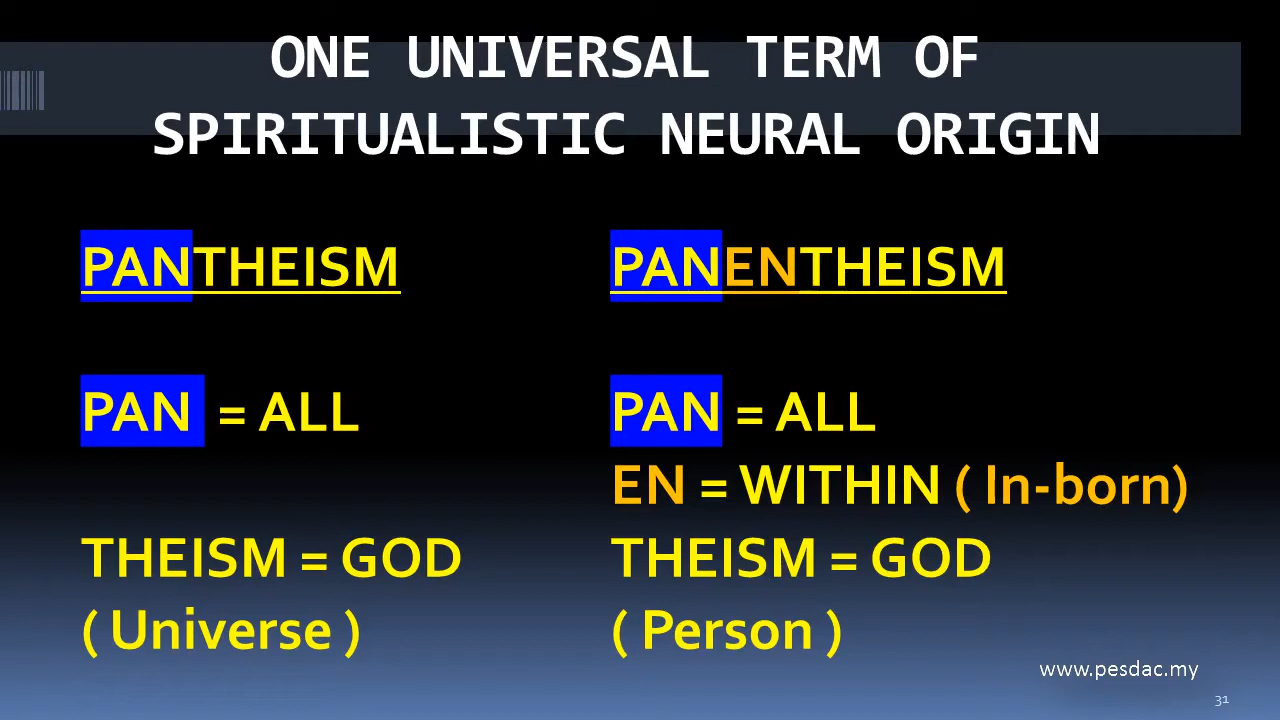 ONE UNIVERSAL TERM OF
SPIRITUALISTIC NEURAL ORIGIN
PANTHEISM
PAN = ALL
THEISM = GOD
( Universe )
PANENTHEISM
PAN = ALL
EN = WITHIN ( In-born)
THEISM = GOD
( Person )
www.pesdac.my
31